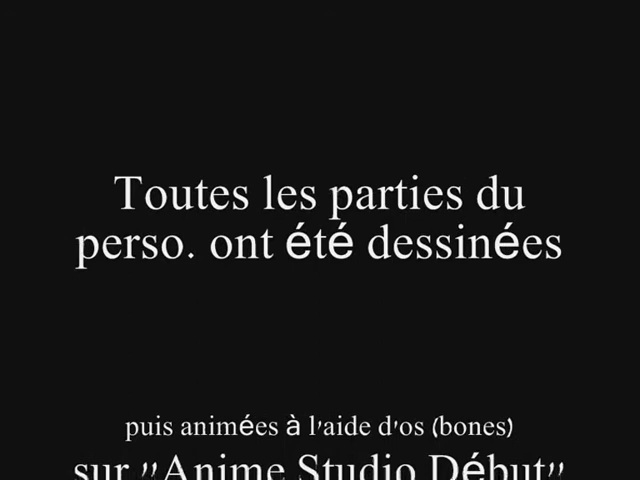 Toutes les parties du
perso. ont été dessinées
puis animées à l'aide d'os (bones)
sur "Anime Studio Début"